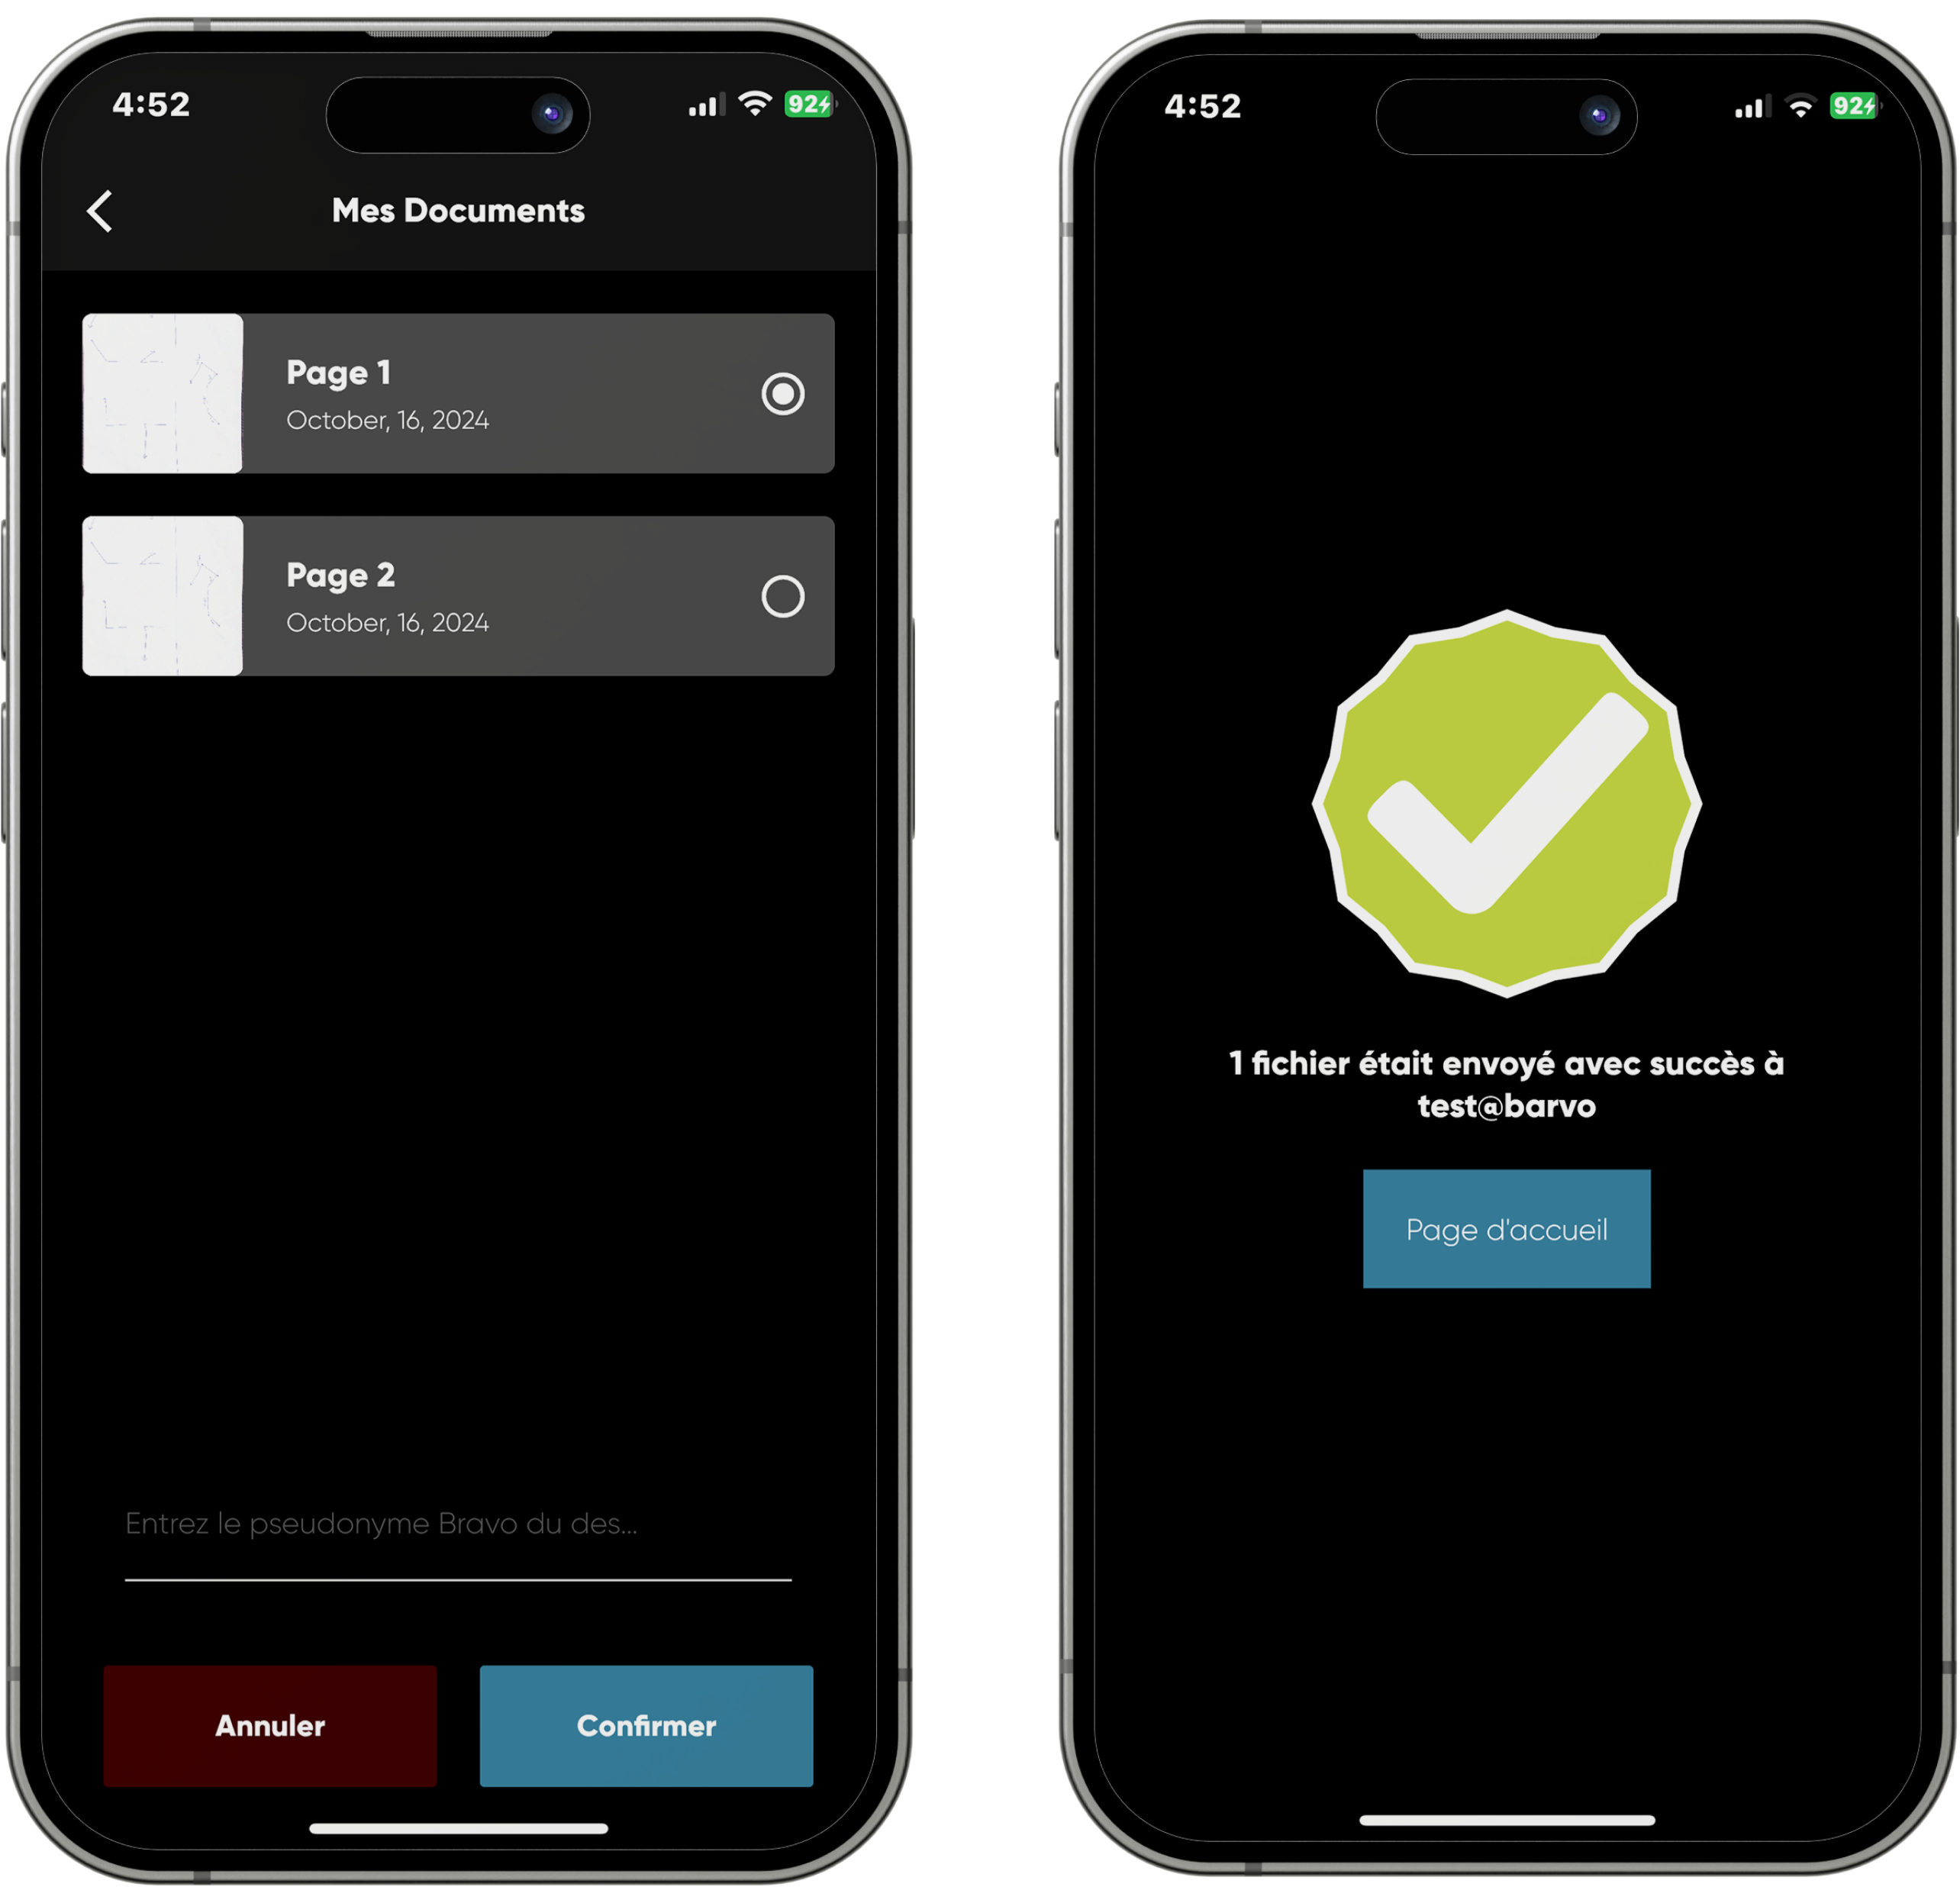 4:52
92
Mes Documents
Page 1
October, 16, 2024
Page 2
October, 16, 2024
Entrez le pseudonyme Bravo du des...
Annuler
Confirmer
4:52
92
1 fichier était envoyé avec succès à
test@barvo
Page d'accueil